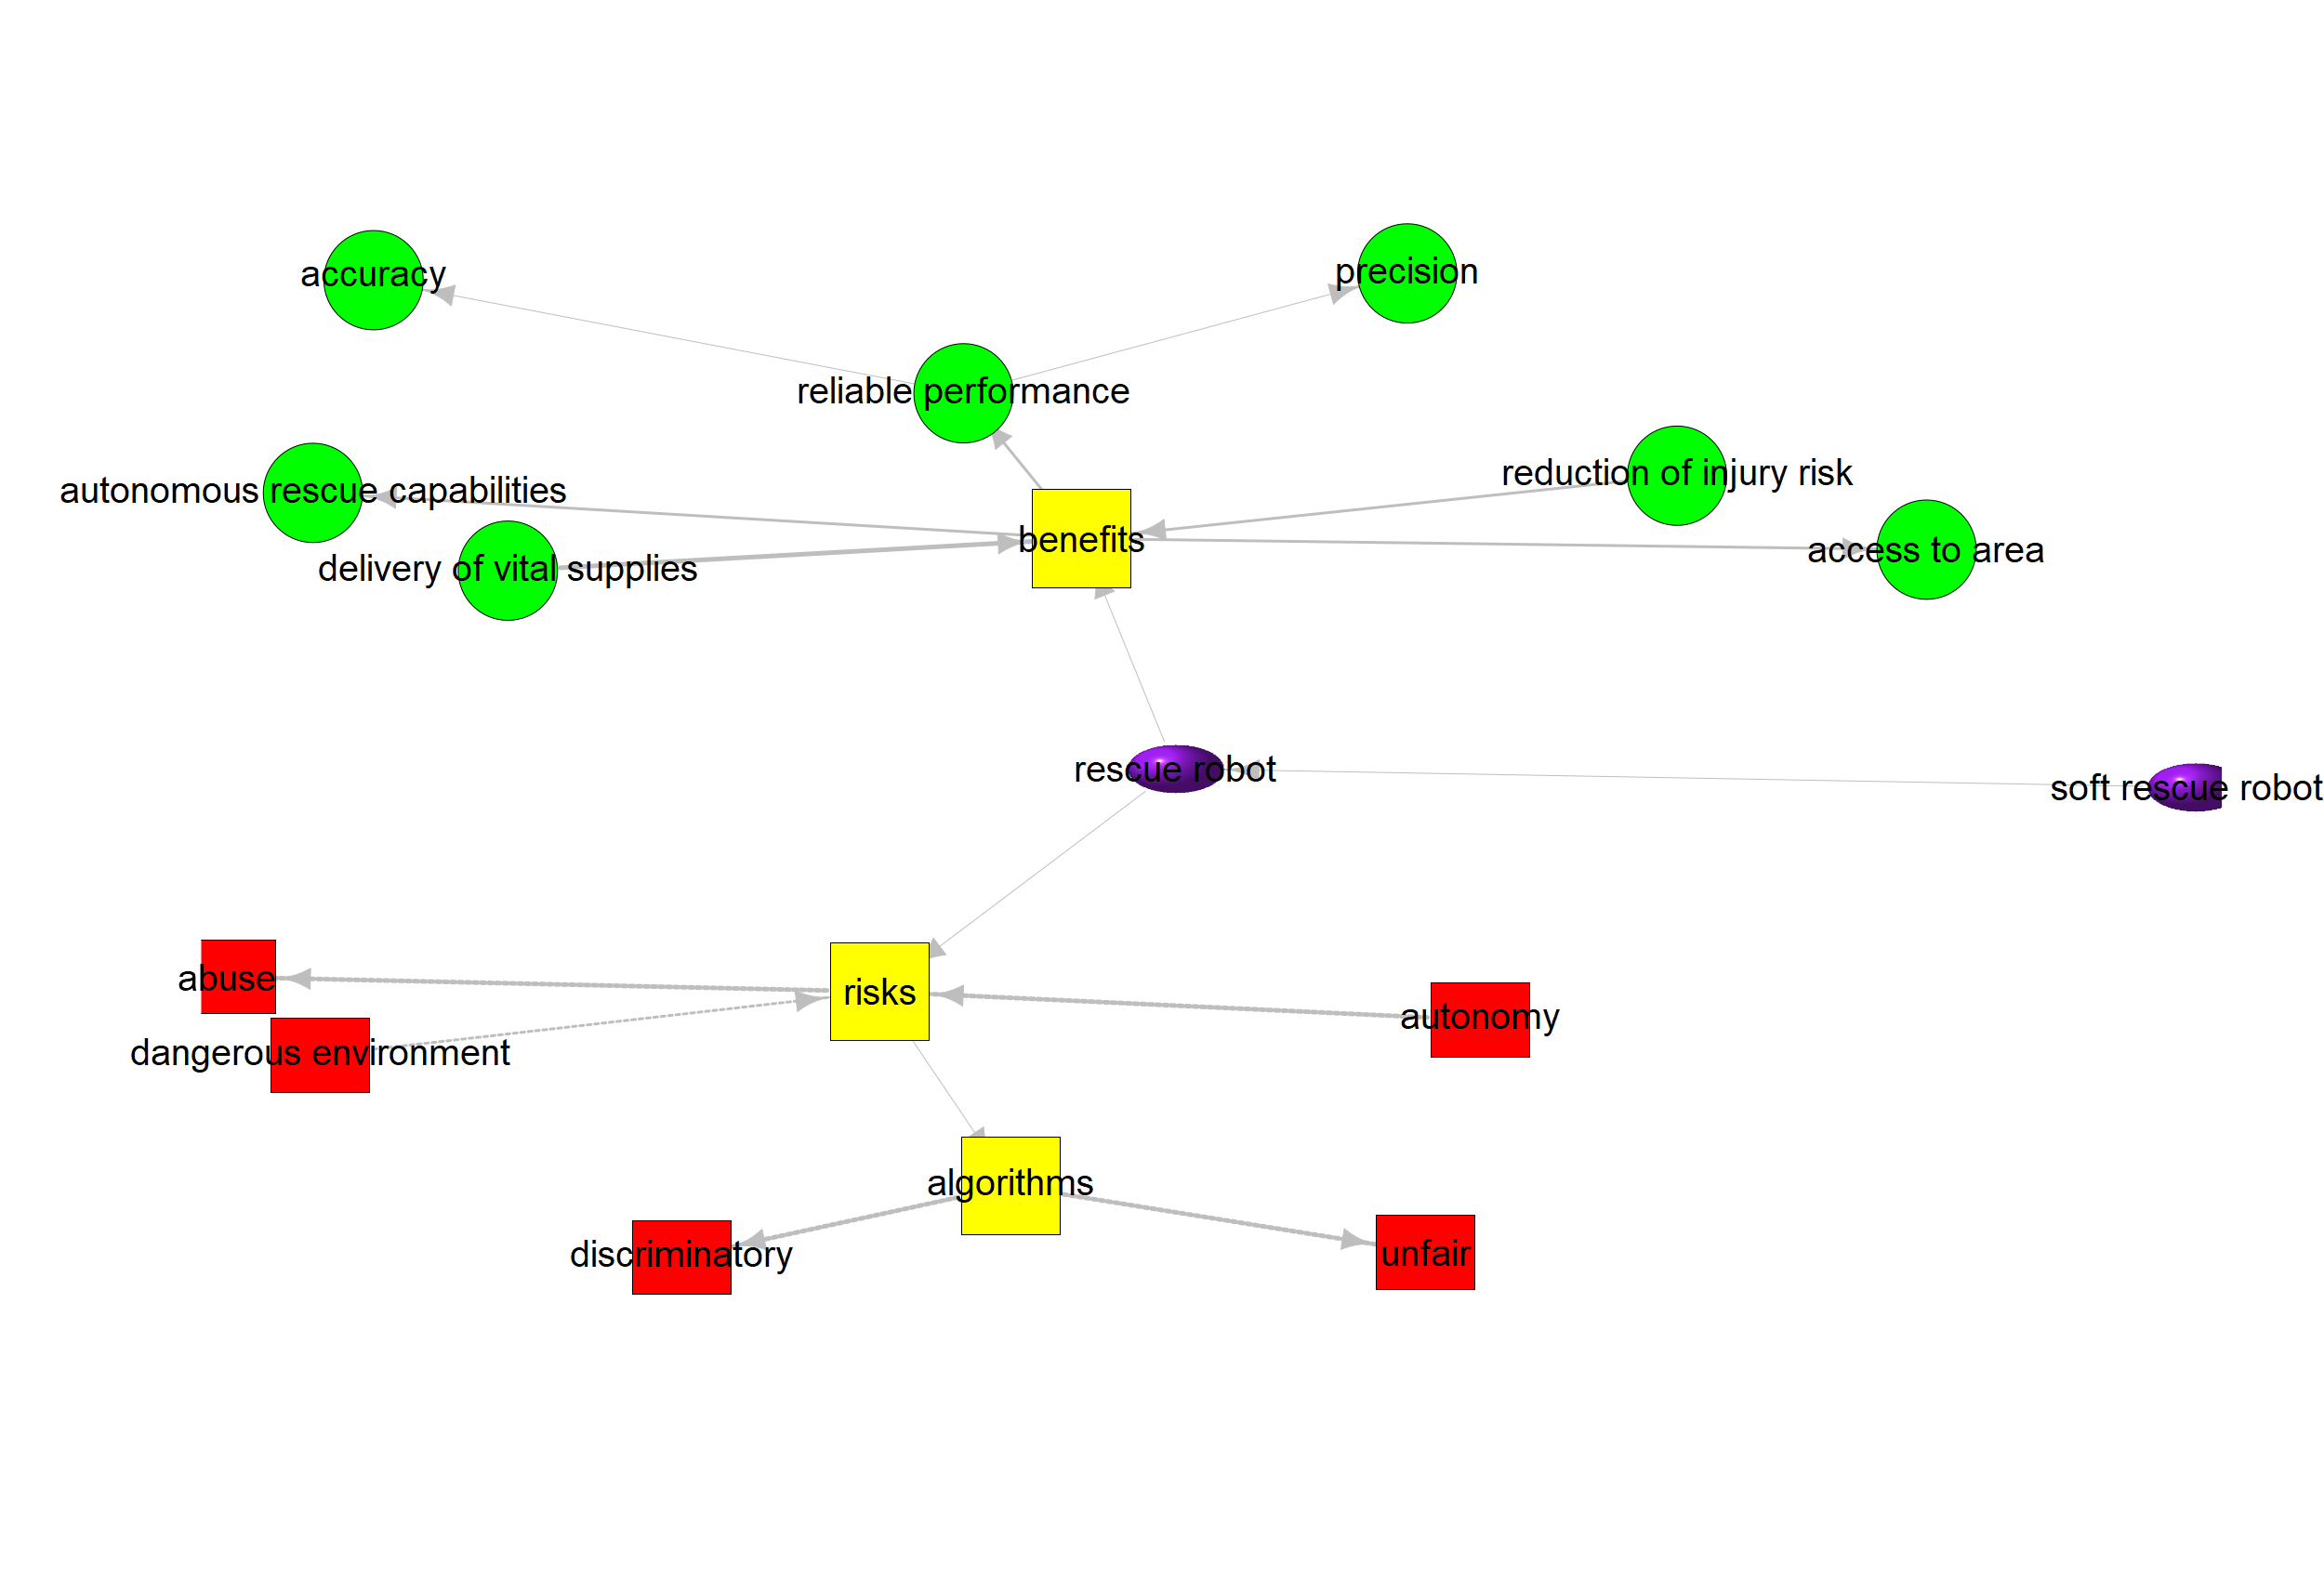 accuracy
precision
reliable performance
reduction of injury risk
autonomous rescue capabilities
benefits
access to area
delivery of vital supplies
rescue robot
soft rescue robot
abuse
risks
autonomy
dangerous environment
algorithms
discriminatory
unfair